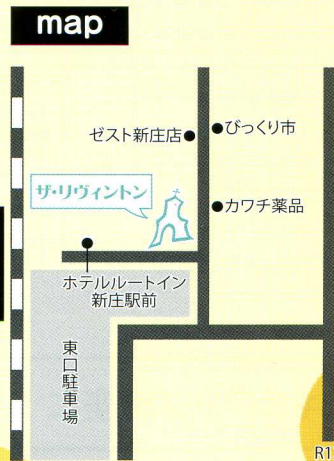 map
ゼスト新庄店
びっくり市
ザ・リヴィントン
カワチ薬品
ホテルルートイン
新庄駅前
東口駐車場
R1